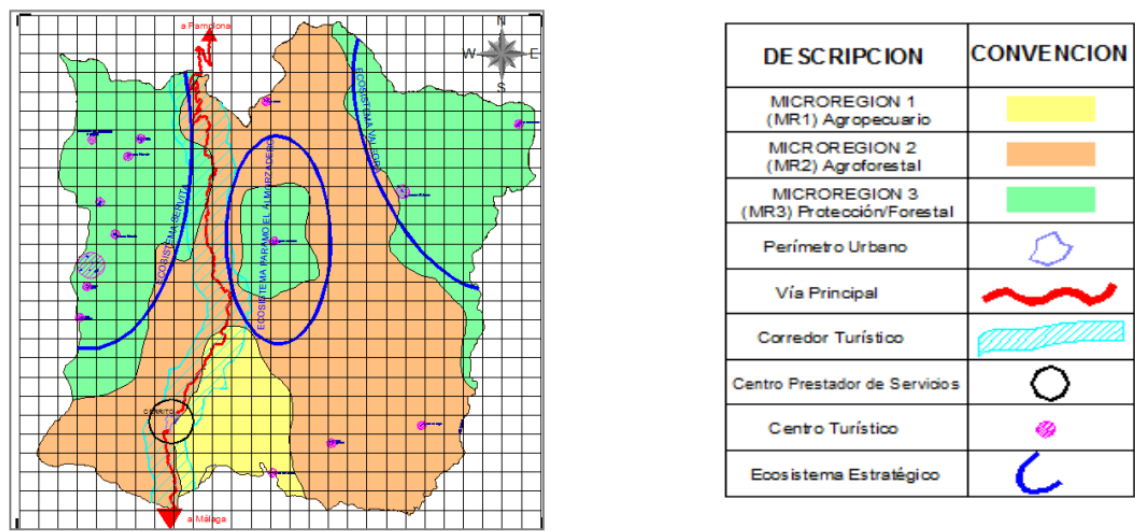 a Pamplona
N
W
E
S
ECOSISTEMA VALEGRA
ECOSISTEMA SERVITA
ECOSISTEMA PARAMO EL ALMORZADERO
CERRITO
a Málaga
DESCRIPCION CONVENCION
MICROREGION 1
(MR1) Agropecuario
MICROREGION 2
(MR2) Agroforestal
MICROREGION 3
(MR3) Protección/Forestal
Perímetro Urbano
Vía Principal
Corredor Turístico
Centro Prestador de Servicios
Centro Turístico
Ecosistema Estratégico